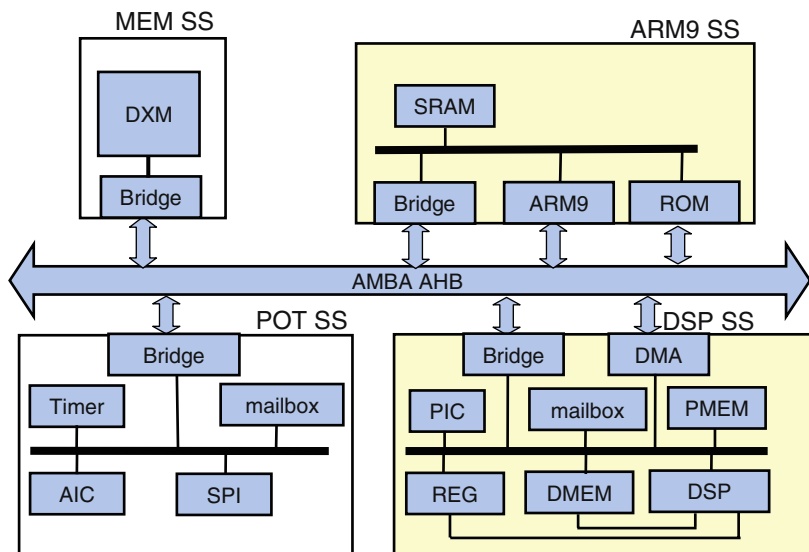 MEM SS
ARM9 SS
DXM
SRAM
Bridge
Bridge
ARM9
ROM
AMBA AHB
POT SS
DSP SS
Bridge
Bridge
DMA
Timer
mailbox
PIC
mailbox
PMEM
AIC
SPI
REG
DMEM
DSP